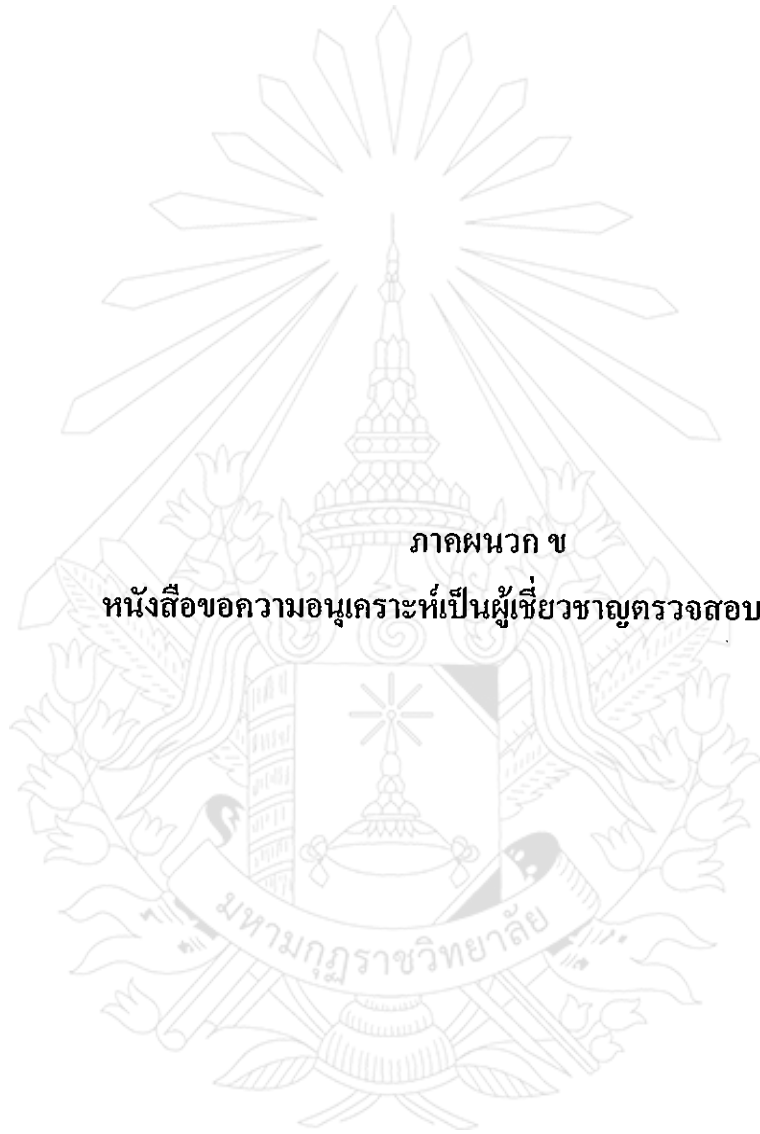 ภาคผนวก ข
หนังสือขอความอนุเคราะห์เป็นผู้เชี่ยวชาญตรวจสอบ
มหามกุฏราชวิทยาลัย